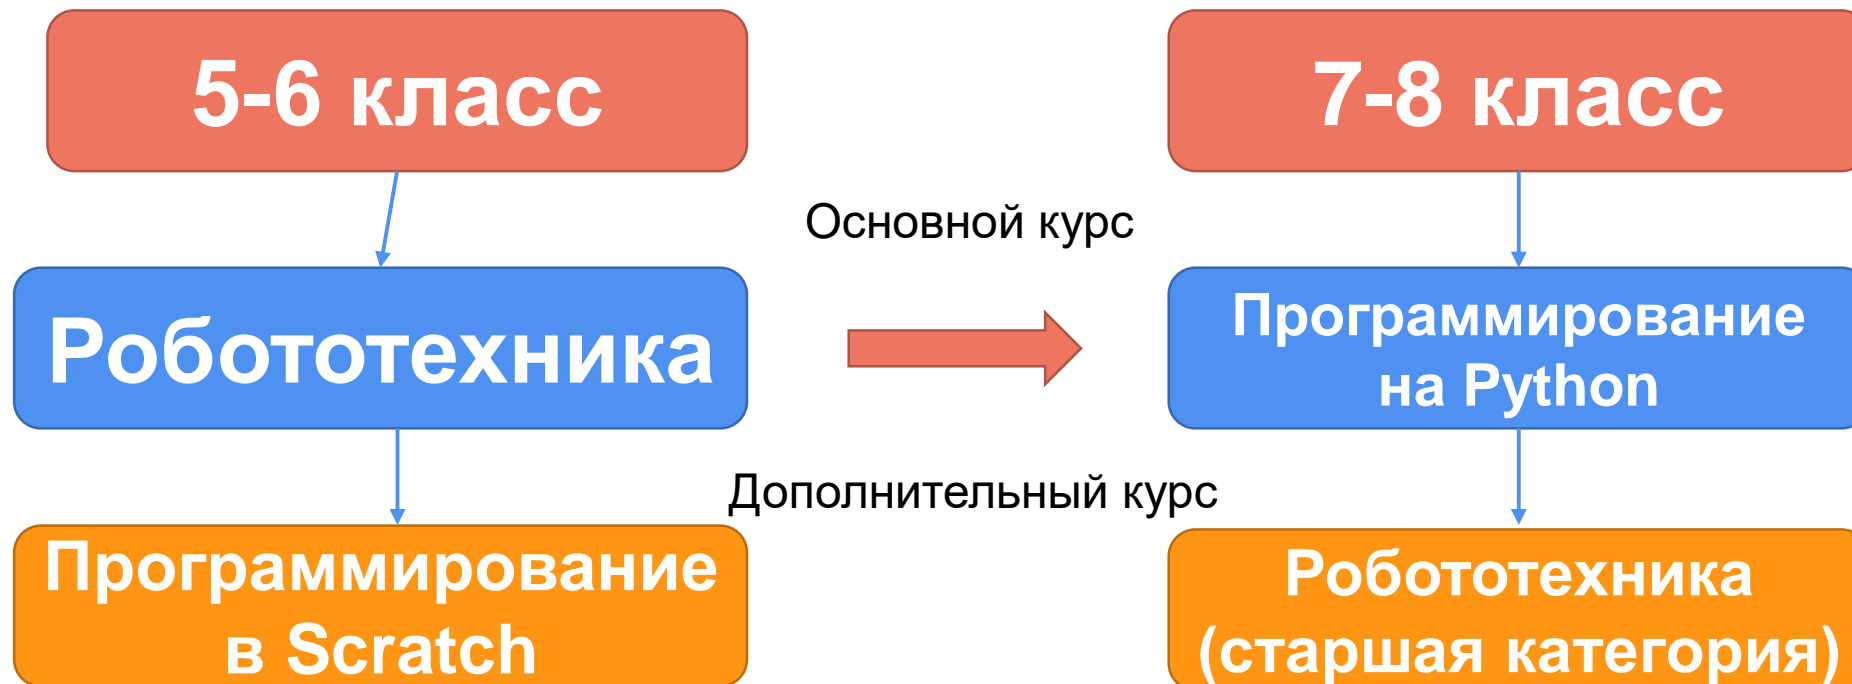 5-6 класс
7-8 класс
Основной курс
Робототехника
Программирование
на Python
Дополнительный курс
Программирование
в Scratch
Робототехника
(старшая категория)